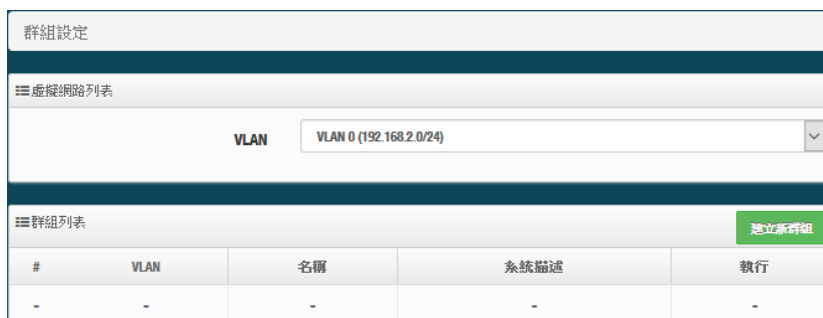 群組設定
虛擬網路列表
VLAN VLAN 0 (192.168.2.0/24)
群組列表 建立新群組
# VLAN 名稱 系統描述 執行
- - - - -